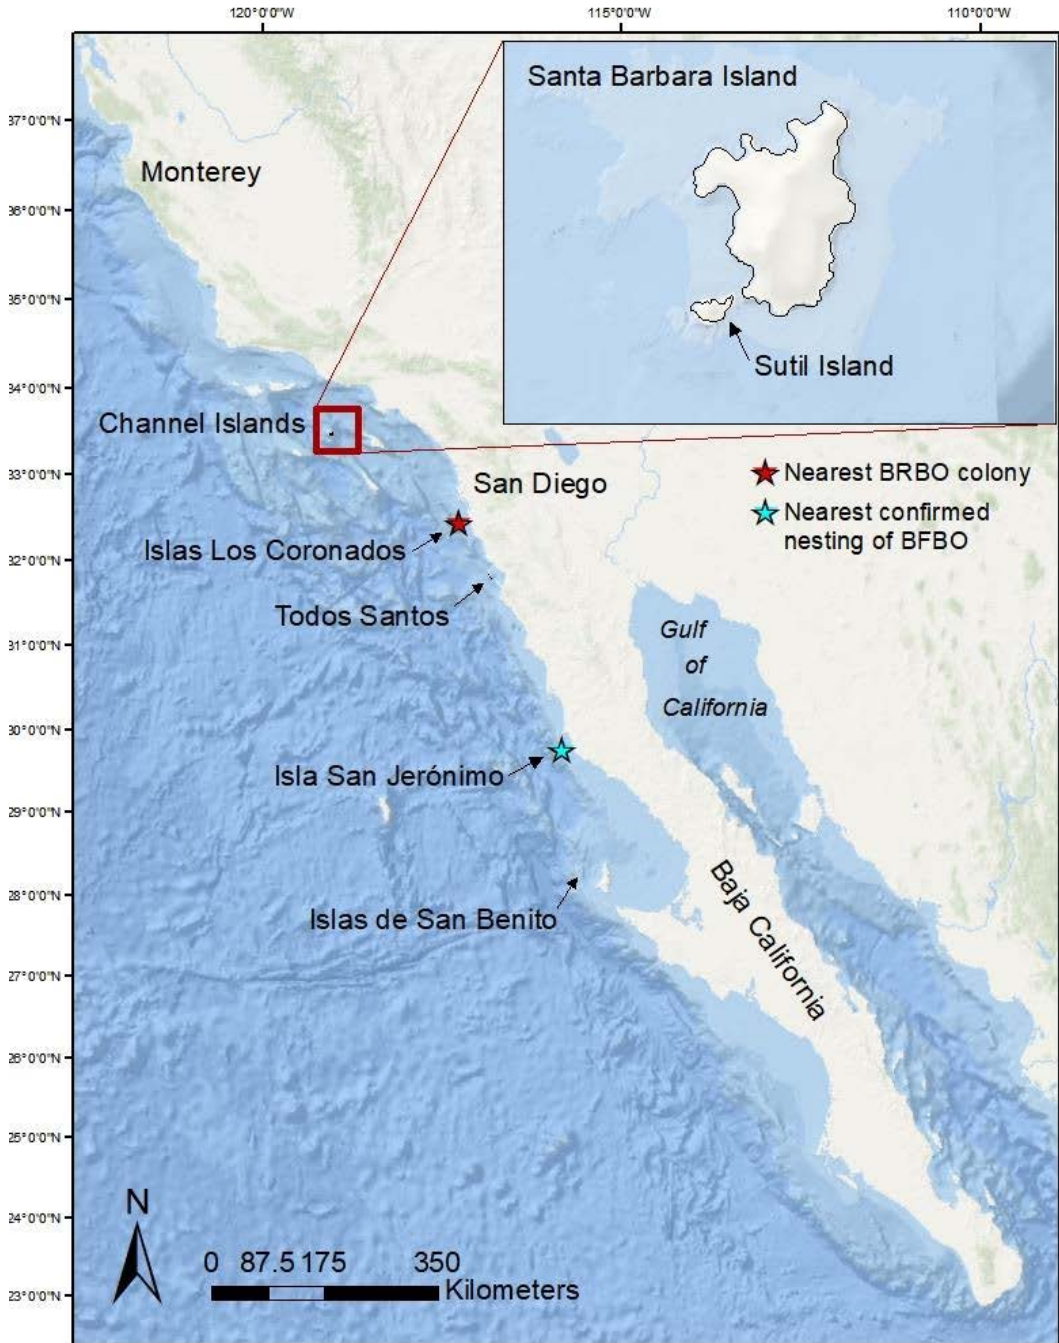 120°0'0"W 115°0'0"W 110°0'0"W
Santa Barbara Island
37°0'0"N
Monterey
36°0'0"N
35°0'0"N
Sutil Island
34°0'0"N
Channel Islands
33°0'0"N
San Diego
Nearest BRBO colony
Nearest confirmed
nesting of BFBO
Islas Los Coronados
32°0'0"N
Todos Santos
31°0'0"N
Gulf
of
California
30°0'0"N
Isla San Jerónimo
29°0'0"N
28°0'0"N
Islas de San Benito
Baja California
27°0'0"N
26°0'0"N
25°0'0"N
N
24°0'0"N
0 87.5 175 350
Kilometers
23°0'0"N